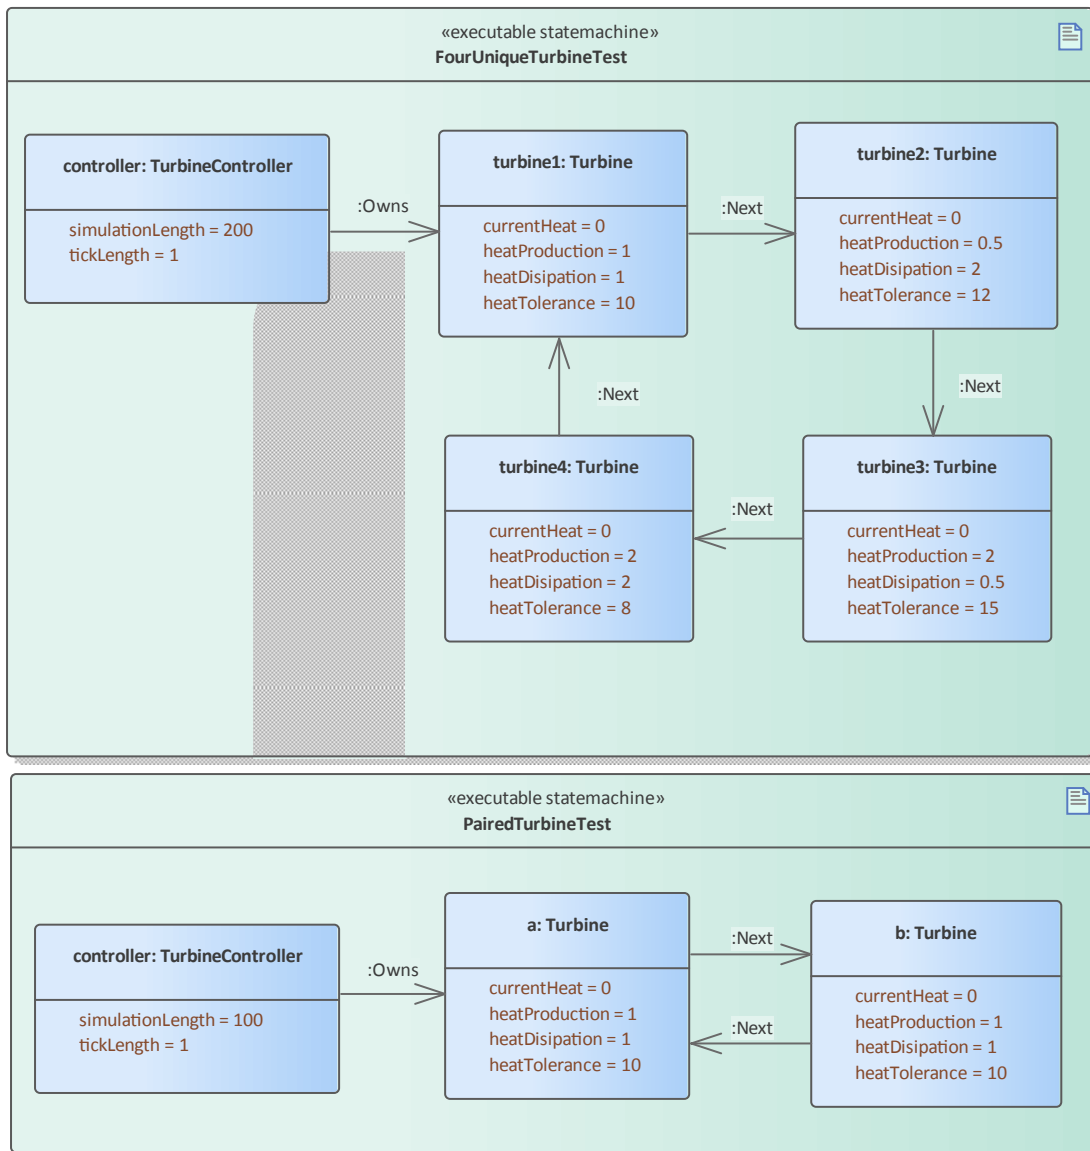 «executable statemachine»
FourUniqueTurbineTest
controller: TurbineController
simulationLength = 200
tickLength = 1
:Owns
turbine1: Turbine
currentHeat = 0
heatProduction = 1
heatDisipation = 1
heatTolerance = 10
:Next
turbine2: Turbine
currentHeat = 0
heatProduction = 0.5
heatDisipation = 2
heatTolerance = 12
:Next
:Next
turbine4: Turbine
currentHeat = 0
heatProduction = 2
heatDisipation = 2
heatTolerance = 8
:Next
turbine3: Turbine
currentHeat = 0
heatProduction = 2
heatDisipation = 0.5
heatTolerance = 15
«executable statemachine»
PairedTurbineTest
controller: TurbineController
simulationLength = 100
tickLength = 1
:Owns
a: Turbine
currentHeat = 0
heatProduction = 1
heatDisipation = 1
heatTolerance = 10
:Next
:Next
b: Turbine
currentHeat = 0
heatProduction = 1
heatDisipation = 1
heatTolerance = 10